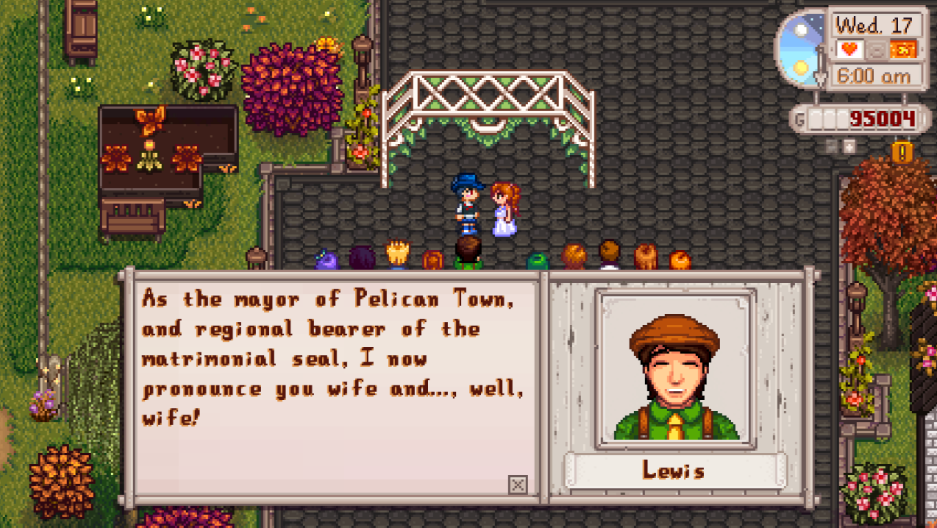 Wed. 17
6:00 am
G 95004
As the mayor of Pelican Town,
and regional bearer of the
matrimonial seal, I now
pronounce you wife and..., well,
wife!
Lewis